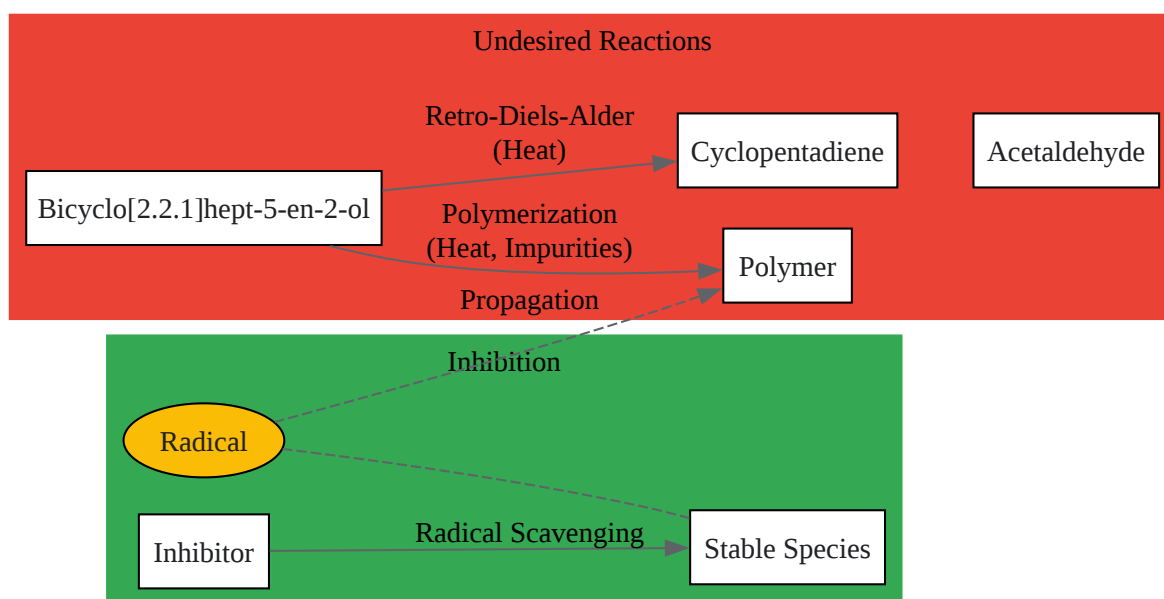 Undesired Reactions
Retro-Diels-Alder
(Heat)
Cyclopentadiene
Acetaldehyde
Bicyclo[2.2.1]hept-5-en-2-ol
Polymerization
(Heat, Impurities)
Polymer
Propagation
Inhibition
Radical
Radical Scavenging
Inhibitor
Stable Species